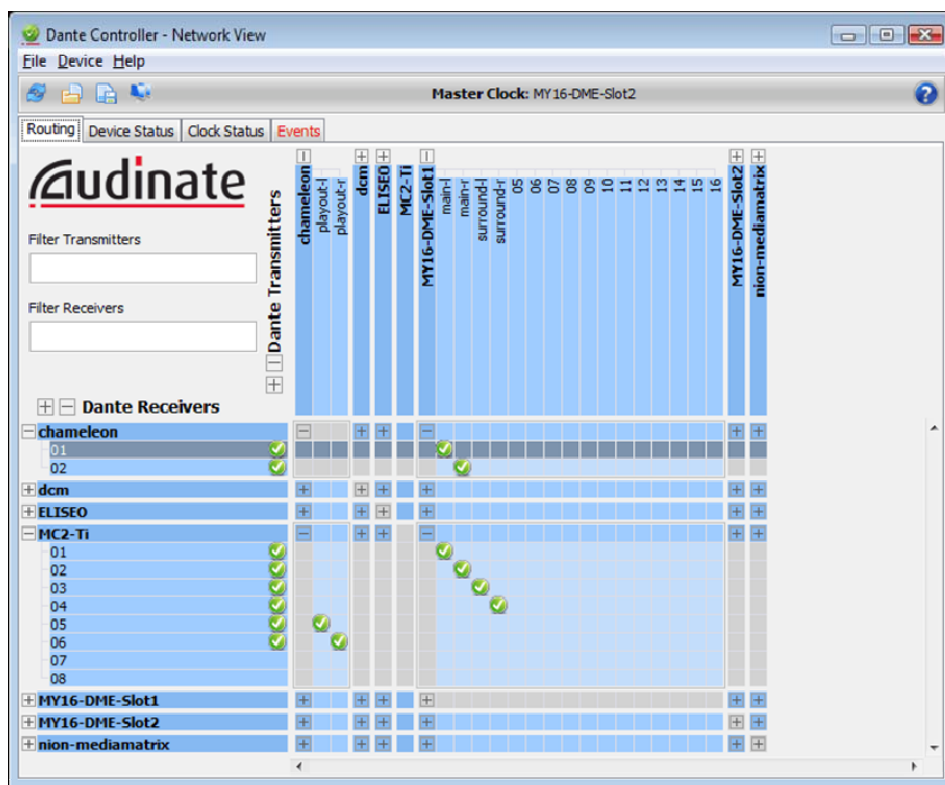 Dante Controller - Network View
File Device Help
Master Clock: MY16-DME-Slot2
Routing Device Status Clock Status Events
Audinate
Filter Transmitters
Filter Receivers
Dante Transmitters
Dante Receivers
chameleon
playout-l
playout-r
dcm
ELISEO
MC2-Ti
MY16-DME-Slot1
main-l
main-r
surround-l
surround-r
05
06
07
08
09
10
11
12
13
14
15
16
MY16-DME-Slot2
nion-mediamatrix
chameleon
01
02
dcm
ELISEO
MC2-Ti
01
02
03
04
05
06
07
08
MY16-DME-Slot1
MY16-DME-Slot2
nion-mediamatrix